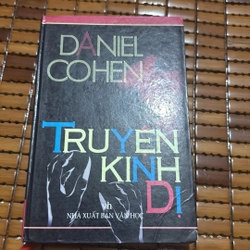 DANIEL
COHEN
TRUYỆN
KINH
DỊ
NHÀ XUẤT BẢN VĂN HỌC